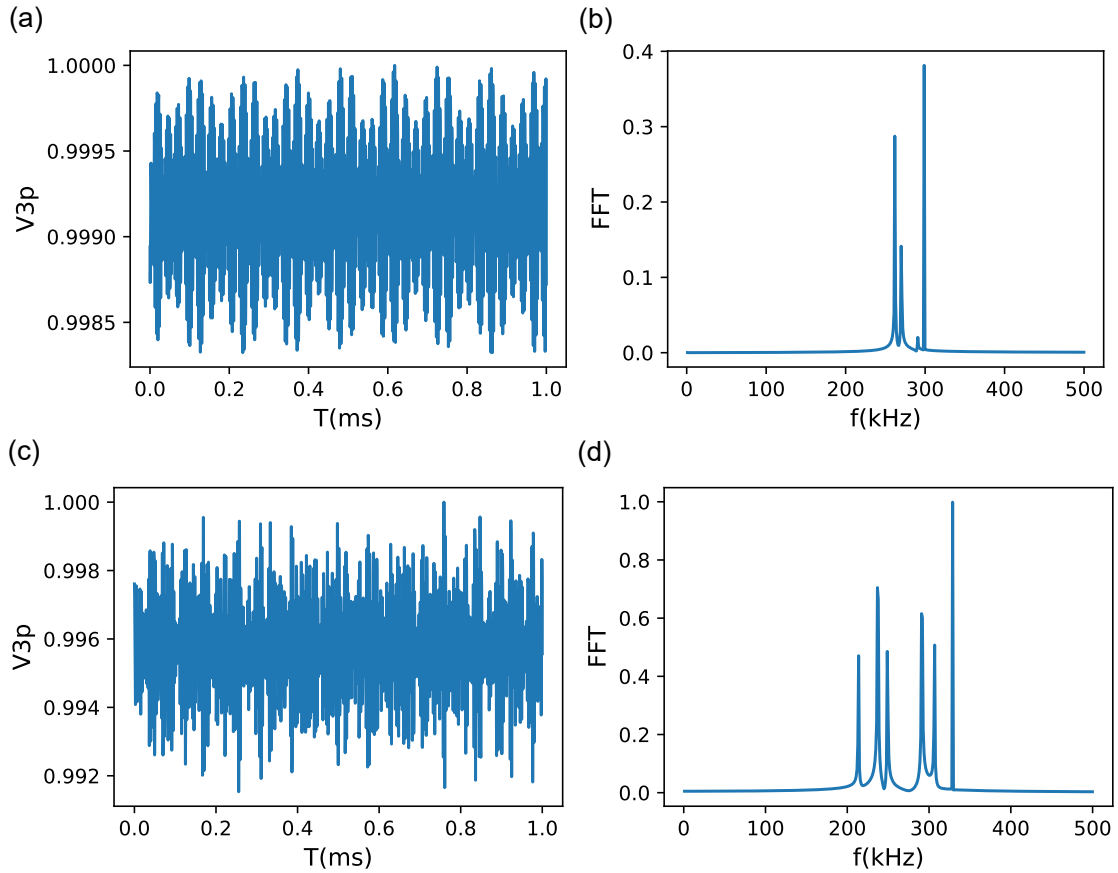 (a)
(b)
1.0000
0.9995
0.9990
0.9985
V3p
0.0 0.2 0.4 0.6 0.8 1.0
T(ms)
0.4
0.3
0.2
0.1
0.0
FFT
0 100 200 300 400 500
f(kHz)
(c)
(d)
1.000
0.998
0.996
0.994
0.992
V3p
0.0 0.2 0.4 0.6 0.8 1.0
T(ms)
1.0
0.8
0.6
0.4
0.2
0.0
FFT
0 100 200 300 400 500
f(kHz)